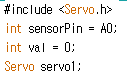 #include <Servo.h>
int sensorPin = A0;
int val = 0;
Servo servo1;